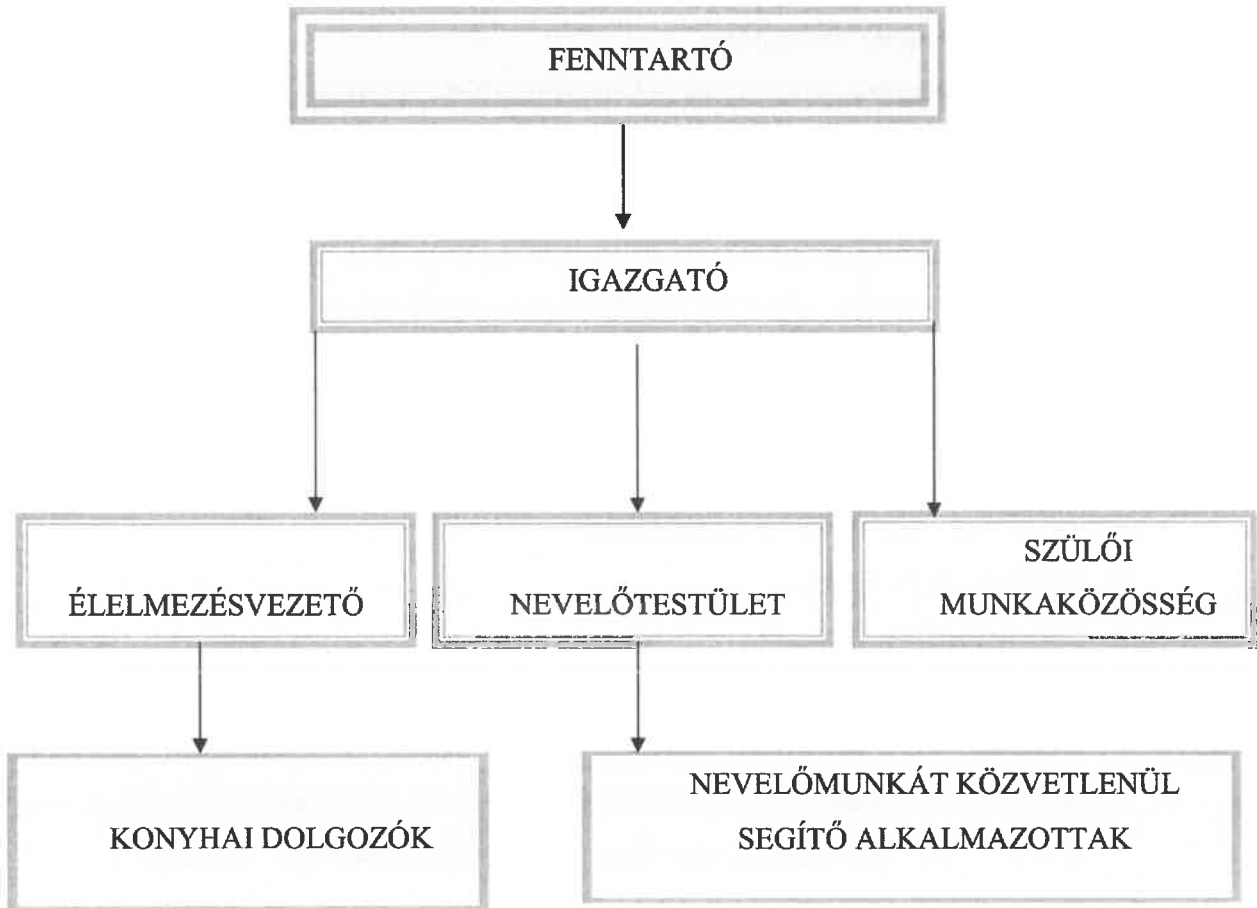 FENNTARTÓ
IGAZGATÓ
ÉLELMEZÉSVEZETŐ
NEVELŐTESTÜLET
SZÜLŐI
MUNKAKÖZÖSSÉG
KONYHAI DOLGOZÓK
NEVELŐMUNKÁT KÖZVETLENÜL
SEGÍTŐ ALKALMAZOTTAK